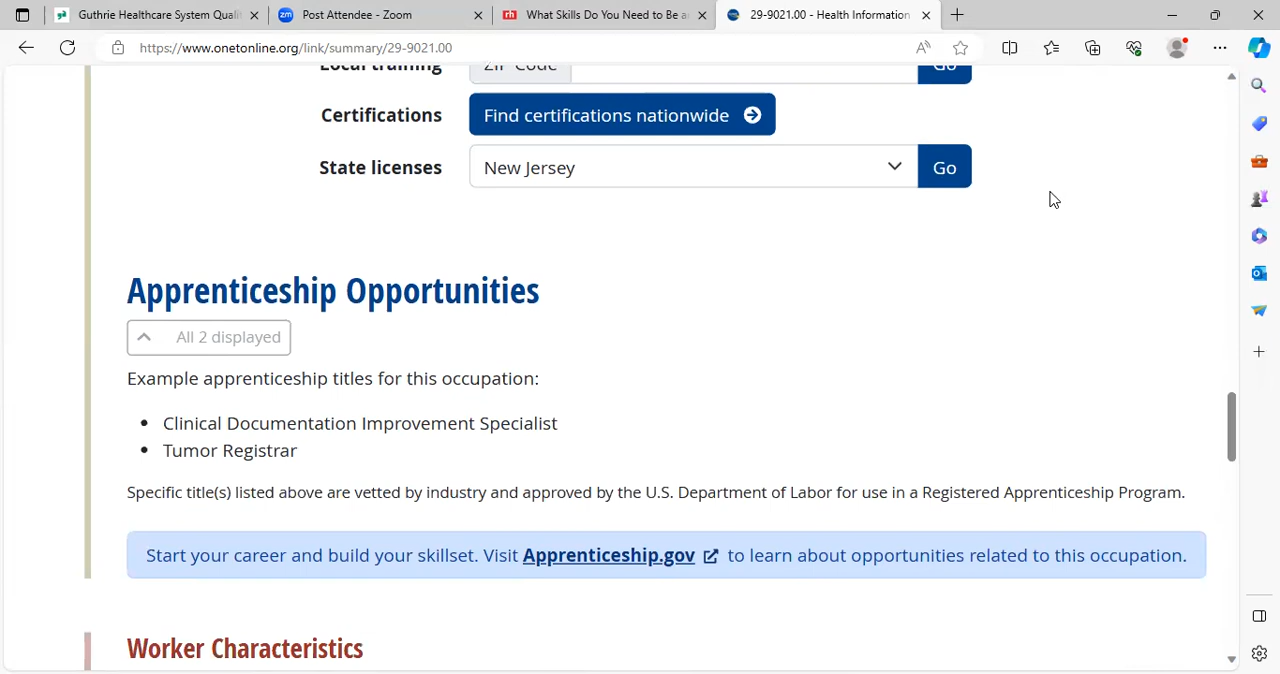 Guthrie Healthcare System Quali
Post Attendee - Zoom
What Skills Do You Need to Be a
29-9021.00 - Health Information
https://www.onetonline.org/link/summary/29-9021.00
Local training ZIP Code Go
Certifications Find certifications nationwide
State licenses New Jersey Go
Apprenticeship Opportunities
All 2 displayed
Example apprenticeship titles for this occupation:
• Clinical Documentation Improvement Specialist
• Tumor Registrar
Specific title(s) listed above are vetted by industry and approved by the U.S. Department of Labor for use in a Registered Apprenticeship Program.
Start your career and build your skillset. Visit Apprenticeship.gov to learn about opportunities related to this occupation.
Worker Characteristics